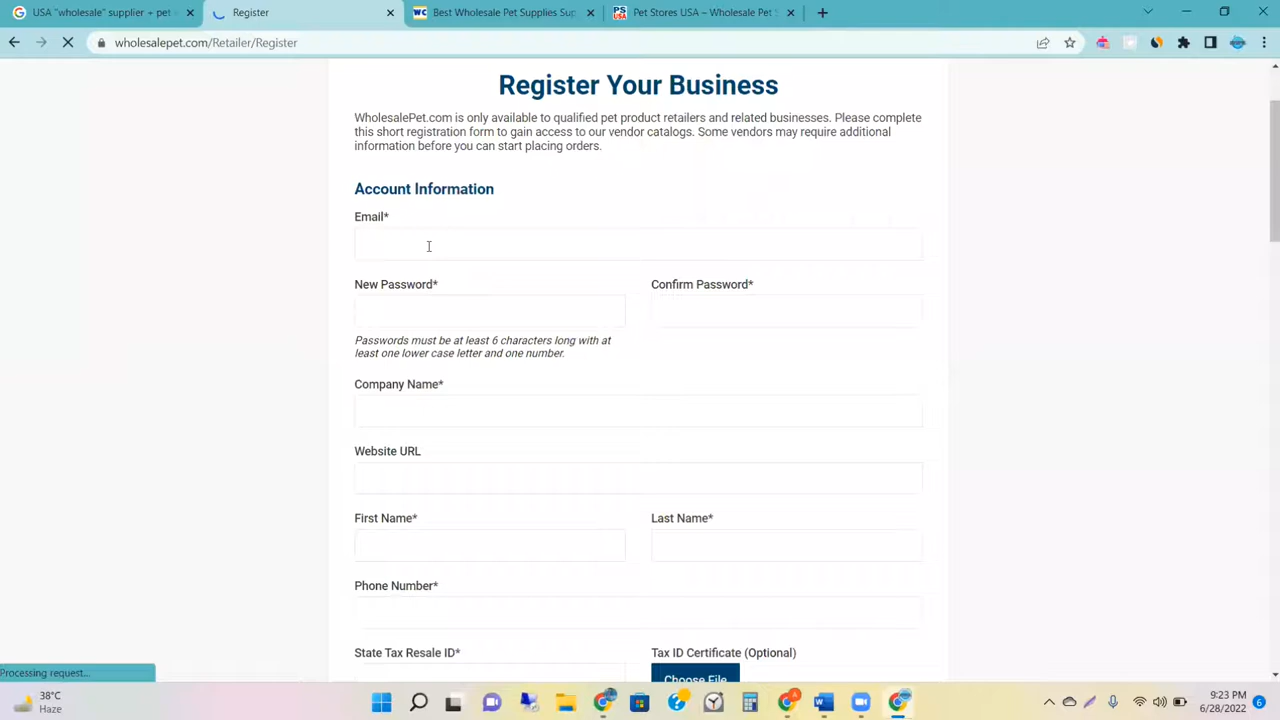 USA "wholesale" supplier + pet
Register
Best Wholesale Pet Supplies Sup
Pet Stores USA – Wholesale Pet S
wholesalepet.com/Retailer/Register
Register Your Business
WholesalePet.com is only available to qualified pet product retailers and related businesses. Please complete
this short registration form to gain access to our vendor catalogs. Some vendors may require additional
information before you can start placing orders.
Account Information
Email*
New Password*
Confirm Password*
Passwords must be at least 6 characters long with at
least one lower case letter and one number.
Company Name*
Website URL
First Name*
Last Name*
Phone Number*
State Tax Resale ID*
Tax ID Certificate (Optional)
Choose File
Processing request...
38°C
Haze
9:23 PM
6/28/2022
6